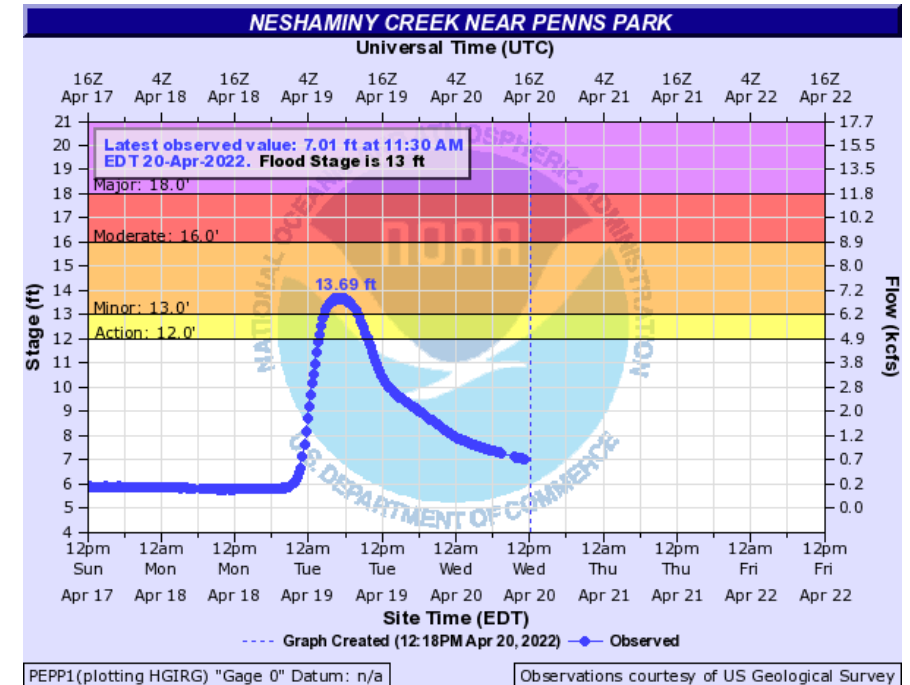 NESHAMINY CREEK NEAR PENNS PARK
Universal Time (UTC)
16Z 4Z 16Z 4Z 16Z 4Z 16Z 4Z 16Z 4Z 16Z
Apr 17 Apr 18 Apr 18 Apr 19 Apr 19 Apr 20 Apr 20 Apr 21 Apr 21 Apr 22 Apr 22
Latest observed value: 7.01 ft at 11:30 AM
EDT 20-Apr-2022. Flood Stage is 13 ft
21 17.7
20 15.5
19 13.5
Major: 18.0'
18 11.8
17 10.2
Moderate: 16.0'
16 8.9
15 8.0
13.69 ft
14 7.2
Minor: 13.0'
13 6.2
Action: 12.0'
12 4.9
11 3.8
10 2.8
9 2.0
8 1.2
7 0.7
6 0.2
5 0.0
4
Stage (ft)
Flow (kcfs)
NATIONAL OCEANIC AND ATMOSPHERIC ADMINISTRATION
NOAA
U.S. DEPARTMENT OF COMMERCE
12pm 12am 12pm 12am 12pm 12am 12pm 12am 12pm 12am 12pm
Sun Mon Mon Tue Tue Wed Wed Thu Thu Fri Fri
Apr 17 Apr 18 Apr 18 Apr 19 Apr 19 Apr 20 Apr 20 Apr 21 Apr 21 Apr 22 Apr 22
Site Time (EDT)
Graph Created (12:18PM Apr 20, 2022) Observed
PEPP1(plotting HGIRG) "Gage 0" Datum: n/a
Observations courtesy of US Geological Survey